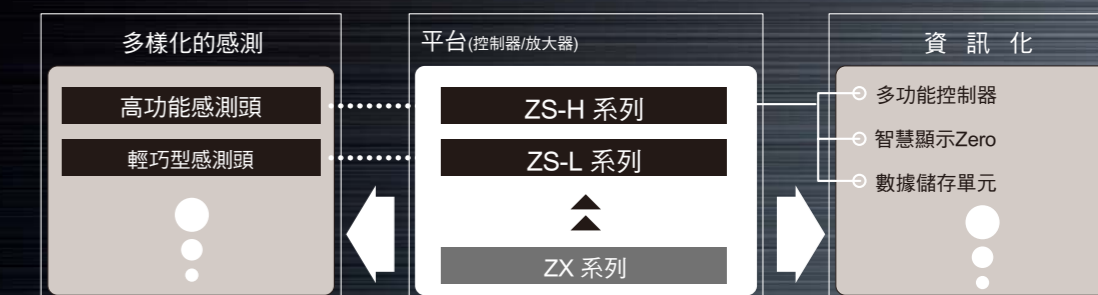 多樣化的感測
高功能感測頭
輕巧型感測頭
平台(控制器/放大器)
ZS-H 系列
ZS-L 系列
ZX 系列
資 訊 化
多功能控制器
智慧顯示Zero
數據儲存單元